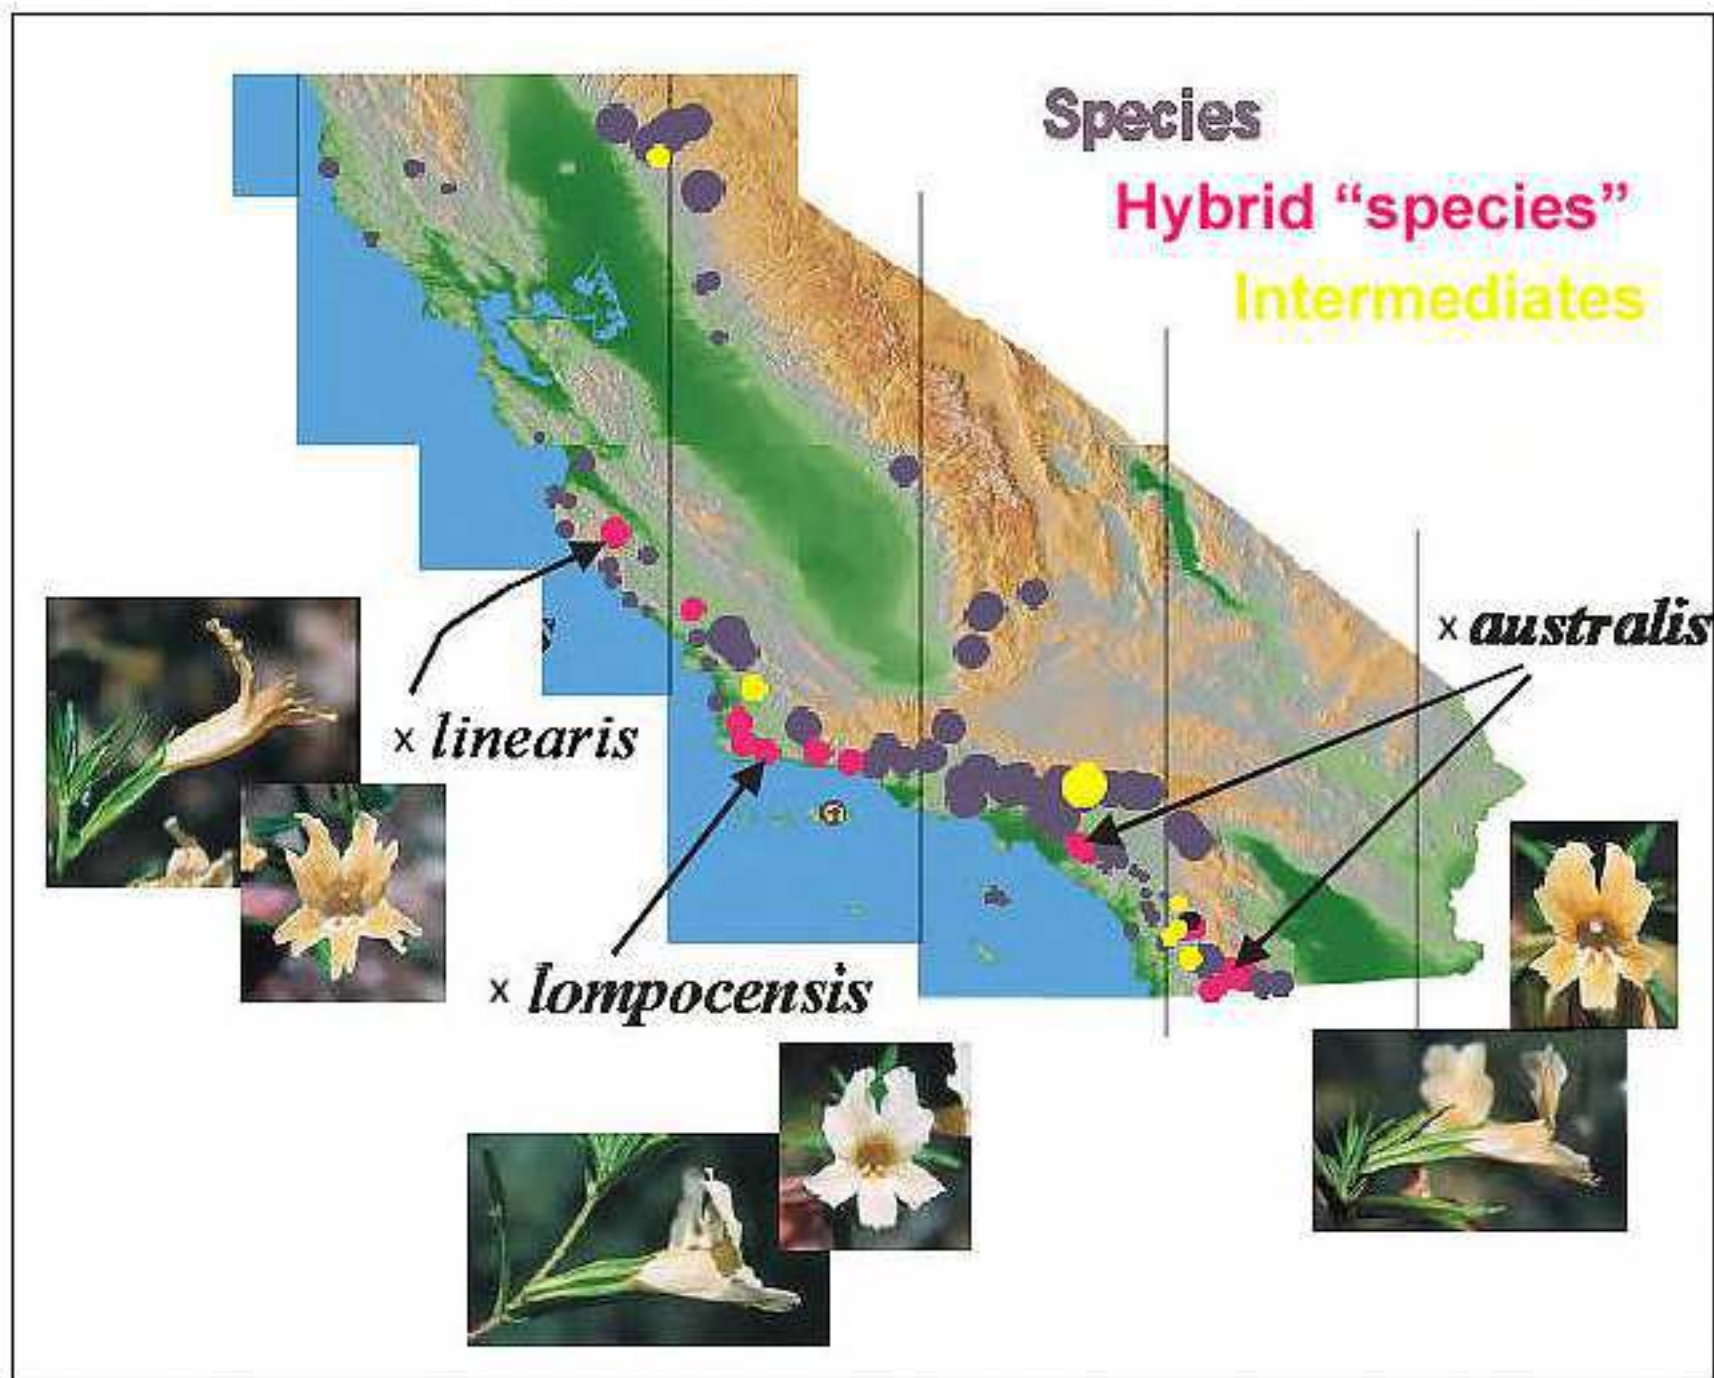 Species
Hybrid “species”
Intermediates
x australis
x linearis
x lompocensis